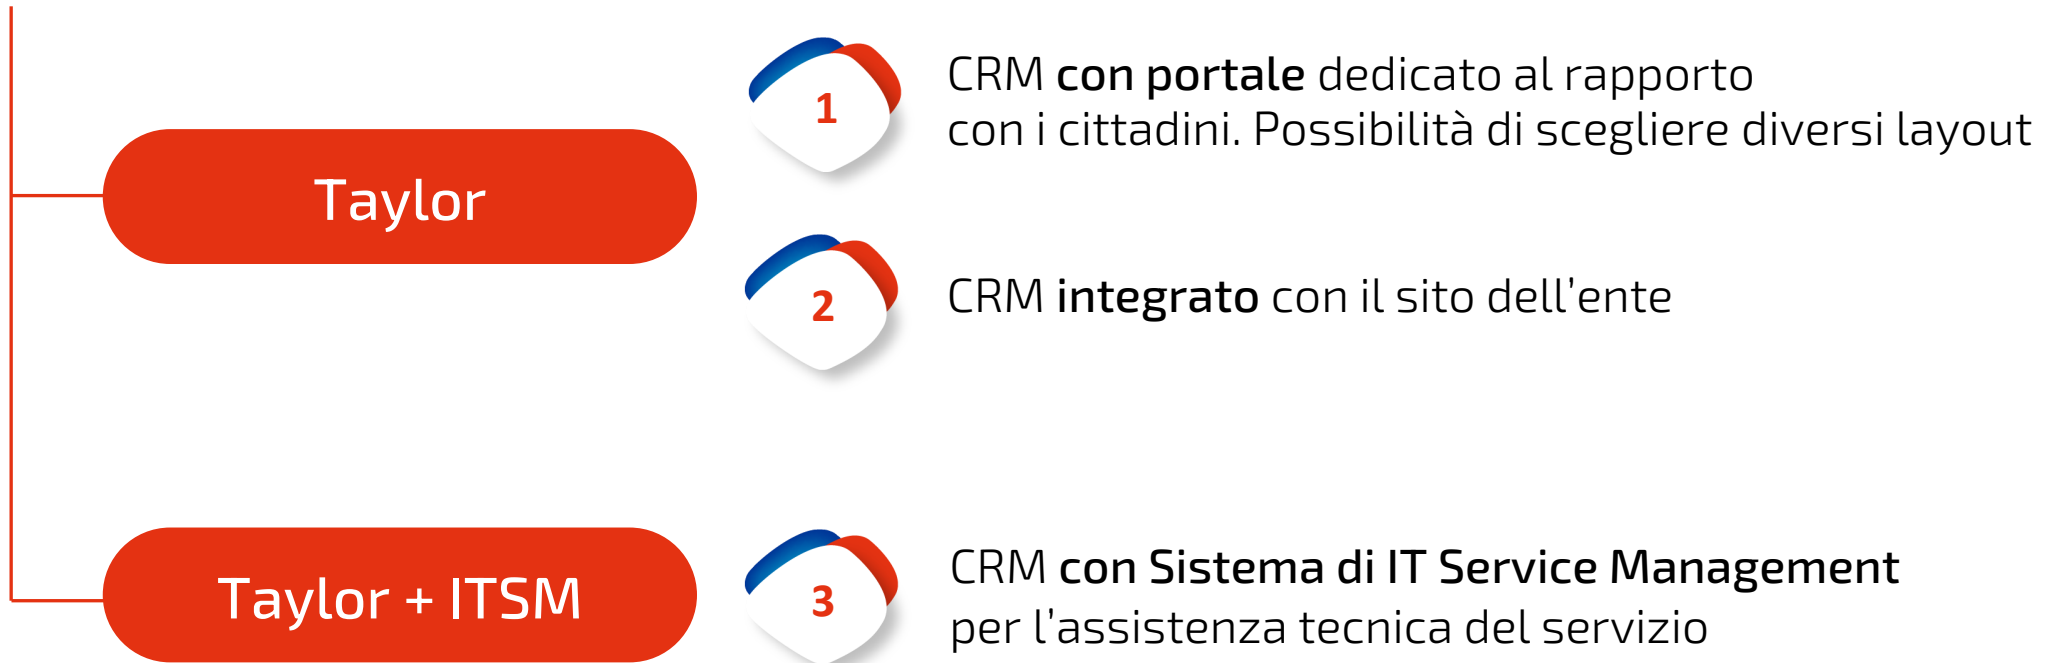 Taylor
1
CRM con portale dedicato al rapporto
con i cittadini. Possibilità di scegliere diversi layout
2
CRM integrato con il sito dell’ente
Taylor + ITSM
3
CRM con Sistema di IT Service Management
per l’assistenza tecnica del servizio